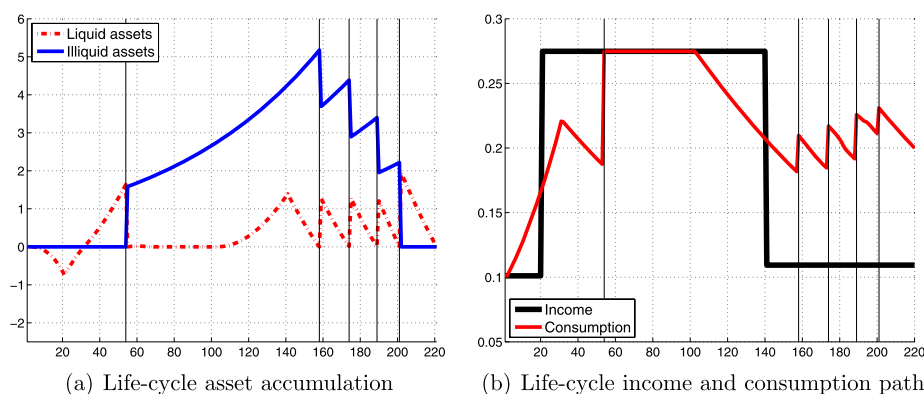 6
5
4
3
2
1
0
−1
−2
20 40 60 80 100 120 140 160 180 200 220
Liquid assets
Illiquid assets
(a) Life-cycle asset accumulation
0.3
0.25
0.2
0.15
0.1
0.05
20 40 60 80 100 120 140 160 180 200 220
Income
Consumption
(b) Life-cycle income and consumption path